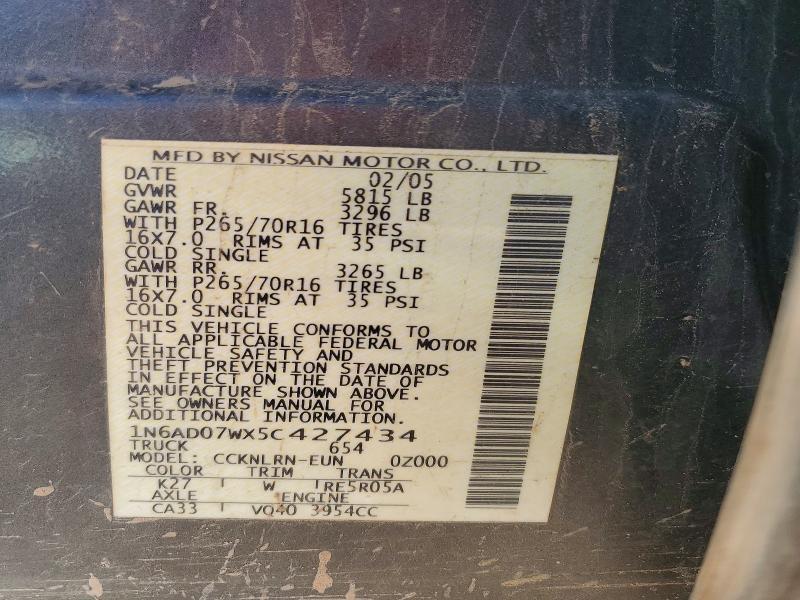 MFD BY NISSAN MOTOR CO., LTD.
DATE 02/05
GVWR 5815 LB
GAWR FR. 3296 LB
WITH P265/70R16 TIRES
16X7.0 RIMS AT 35 PSI
COLD SINGLE
GAWR RR. 3265 LB
WITH P265/70R16 TIRES
16X7.0 RIMS AT 35 PSI
COLD SINGLE
THIS VEHICLE CONFORMS TO
ALL APPLICABLE FEDERAL MOTOR
VEHICLE SAFETY AND
THEFT PREVENTION STANDARDS
IN EFFECT ON THE DATE OF
MANUFACTURE SHOWN ABOVE.
SEE OWNERS MANUAL FOR
ADDITIONAL INFORMATION.
1N6AD07WX5C427434
TRUCK 654
MODEL: CCKNLRN-EUN 0Z000
COLOR TRIM TRANS
K27 W RE5R05A
AXLE ENGINE
CA33 VQ40 3954CC